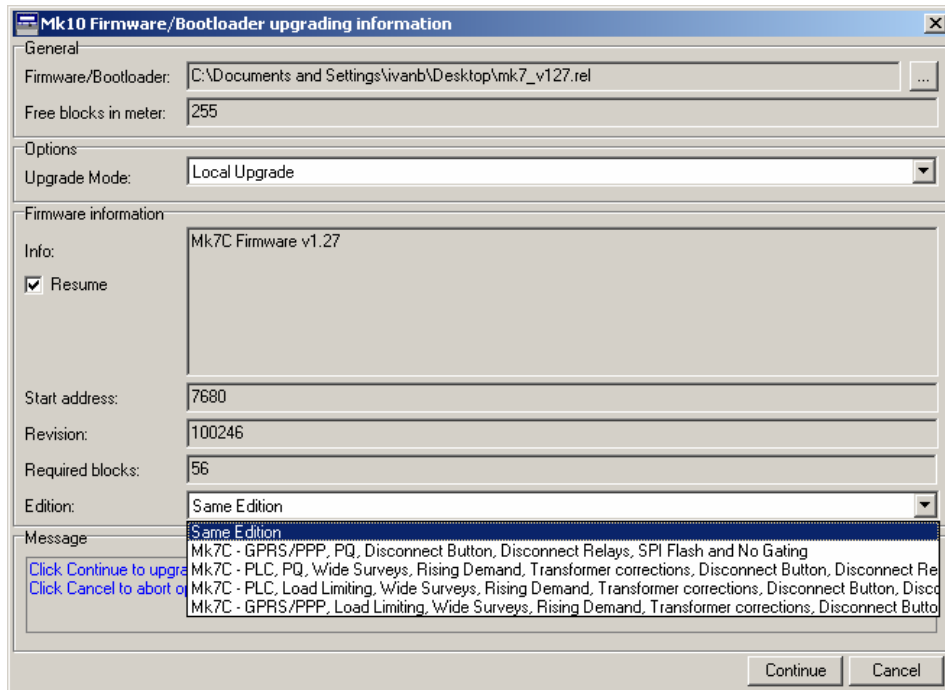 Mk10 Firmware/Bootloader upgrading information
General
Firmware/Bootloader: C:\Documents and Settings\ivanb\Desktop\mk7_v127.rel ...
Free blocks in meter: 255
Options
Upgrade Mode: Local Upgrade
Firmware information
Info: Mk7C Firmware v1.27
Resume
Start address: 7680
Revision: 100246
Required blocks: 56
Edition: Same Edition
Same Edition
Mk7C - GPRS/PPP, PQ, Disconnect Button, Disconnect Relays, SPI Flash and No Gating
Mk7C - PLC, PQ, Wide Surveys, Rising Demand, Transformer corrections, Disconnect Button, Disconnect Re
Mk7C - PLC, Load Limiting, Wide Surveys, Rising Demand, Transformer corrections, Disconnect Button, Disc
Mk7C - GPRS/PPP, Load Limiting, Wide Surveys, Rising Demand, Transformer corrections, Disconnect Butto
Message
Click Continue to upgra
Click Cancel to abort o
Continue Cancel